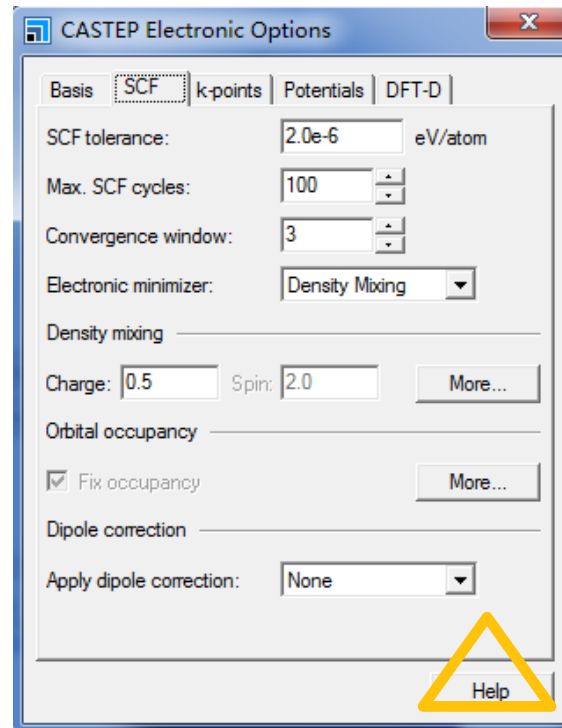 CASTEP Electronic Options
Basis SCF k-points Potentials DFT-D
SCF tolerance: 2.0e-6 eV/atom
Max. SCF cycles: 100
Convergence window: 3
Electronic minimizer: Density Mixing
Density mixing
Charge: 0.5 Spin: 2.0 More...
Orbital occupancy
Fix occupancy More...
Dipole correction
Apply dipole correction: None
Help